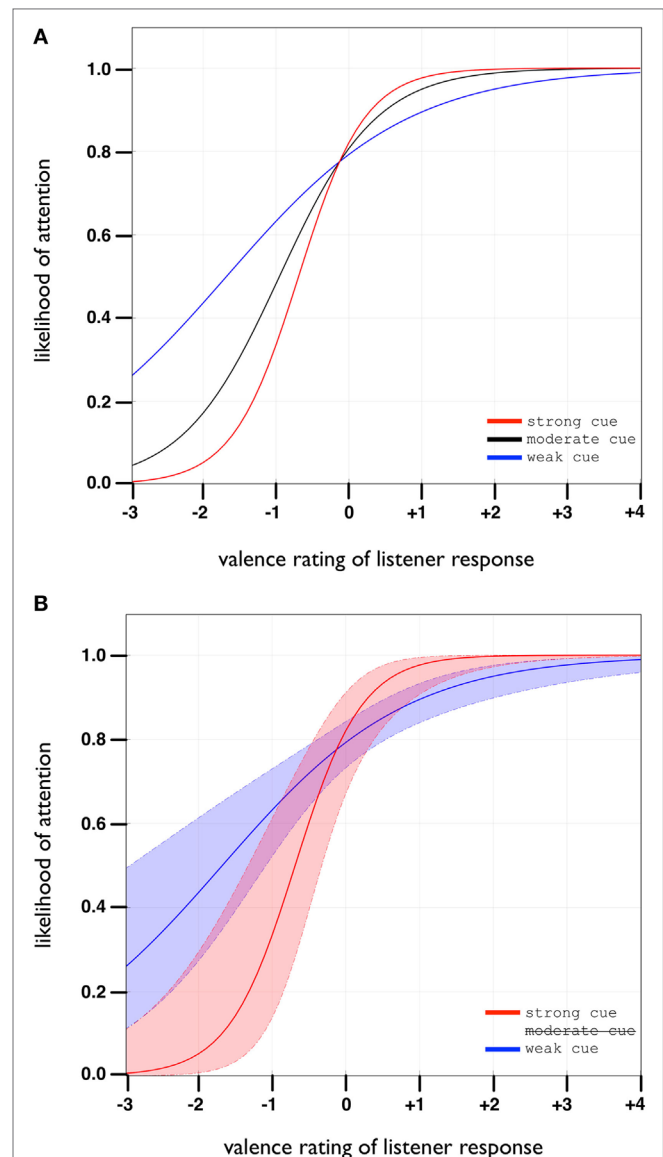 A
1.0
0.8
0.6
0.4
0.2
0.0
likelihood of attention
strong cue
moderate cue
weak cue
-3 -2 -1 0 +1 +2 +3 +4
valence rating of listener response
B
1.0
0.8
0.6
0.4
0.2
0.0
likelihood of attention
strong cue
moderate cue
weak cue
-3 -2 -1 0 +1 +2 +3 +4
valence rating of listener response